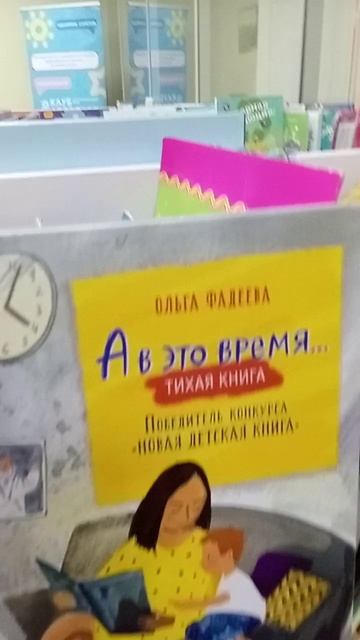 ОЛЬГА ФАДЕЕВА
А В ЭТО ВРЕМЯ...
ТИХАЯ КНИГА
ПОБЕДИТЕЛЬ КОНКУРСА
«НОВАЯ ДЕТСКАЯ КНИГА»